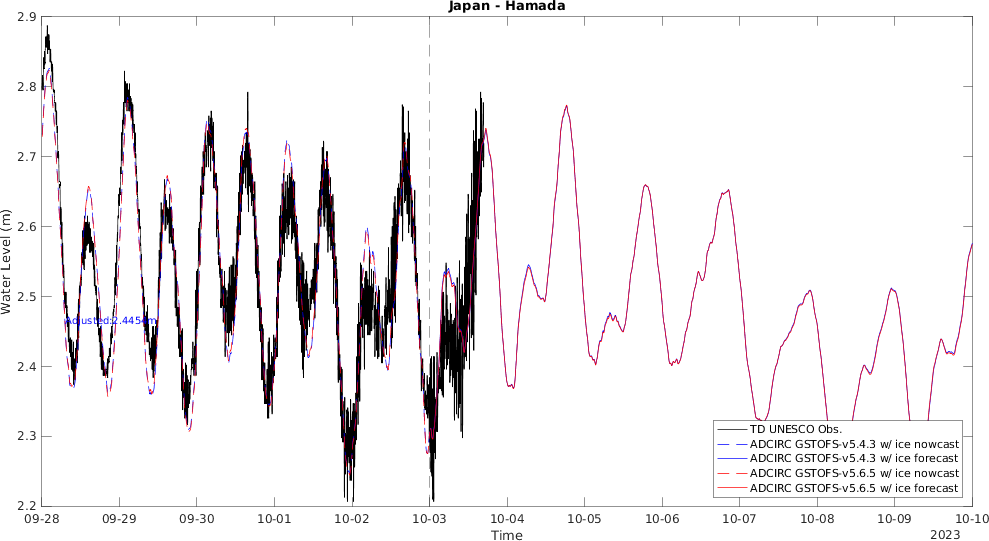 Japan - Hamada
2.9
2.8
2.7
2.6
2.5
2.4
2.3
2.2
Water Level (m)
Adjusted:2.4454m
TD UNESCO Obs.
ADCIRC GSTOFS-v5.4.3 w/ ice nowcast
ADCIRC GSTOFS-v5.4.3 w/ ice forecast
ADCIRC GSTOFS-v5.6.5 w/ ice nowcast
ADCIRC GSTOFS-v5.6.5 w/ ice forecast
09-28 09-29 09-30 10-01 10-02 10-03 10-04 10-05 10-06 10-07 10-08 10-09 10-10
Time
2023